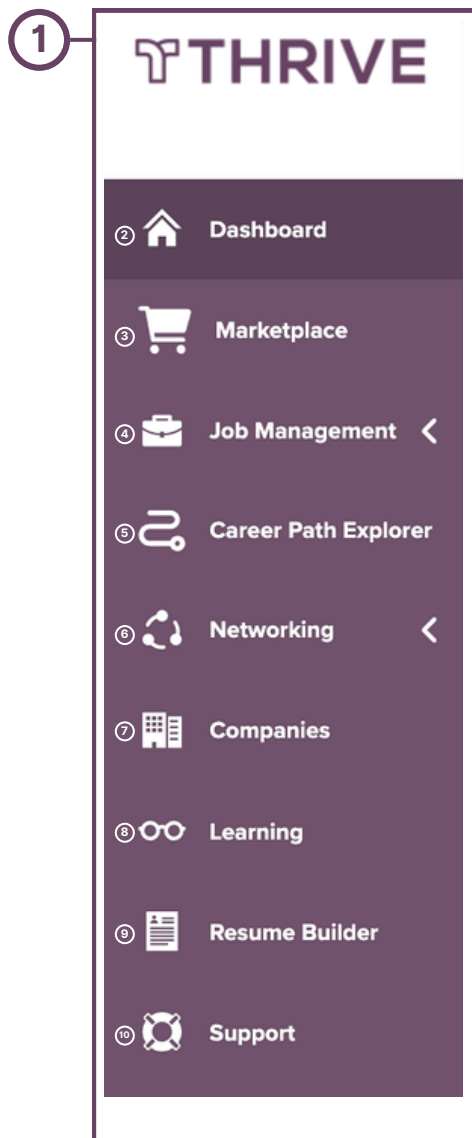 1
THRIVE
2 Dashboard
3 Marketplace
4 Job Management
5 Career Path Explorer
6 Networking
7 Companies
8 Learning
9 Resume Builder
10 Support